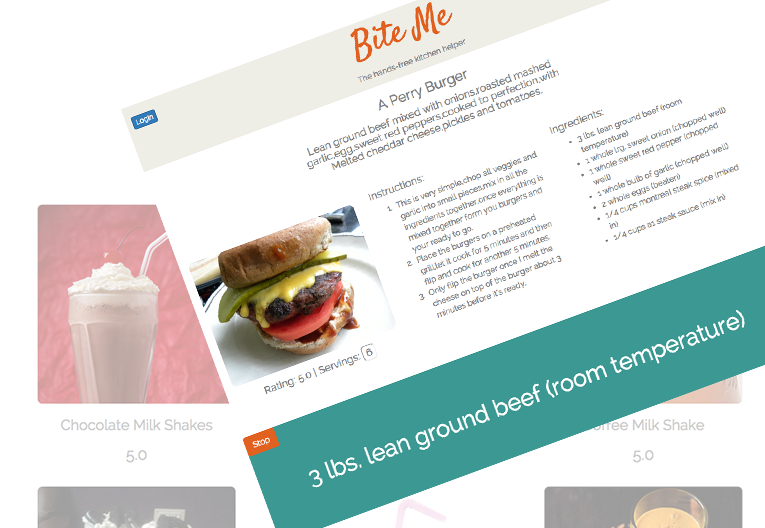 Bite Me
The hands-free kitchen helper
Login
A Perry Burger
Lean ground beef mixed with onions,roasted mashed
garlic,egg,sweet red peppers,cooked to perfection,with
Melted cheddar cheese,pickles and tomatoes.
Instructions:
1 This is very simple,chop all veggies and
garlic into small pieces,mix in all the
ingredients together,once everything is
mixed together form you burgers and
your ready to go.
2 Place the burgers on a preheated
grill,let it cook for 5 minutes and then
flip and cook for another 5 minutes.
3 Only flip the burger once I melt the
cheese on top of the burger about 3
minutes before it's ready.
Ingredients:
• 3 lbs. lean ground beef (room
temperature)
• 1 whole lrg. sweet onion (chopped well)
• 1 whole sweet red pepper (chopped
well)
• 1 whole bulb of garlic (chopped well)
• 2 whole eggs (beaten)
• 1/4 cups montreal steak spice (mixed
in)
• 1/4 cups as steak sauce (mix in)
Rating: 5.0 | Servings: 6
Stop
3 lbs. lean ground beef (room temperature)
Chocolate Milk Shakes
5.0
Milk Shake
5.0